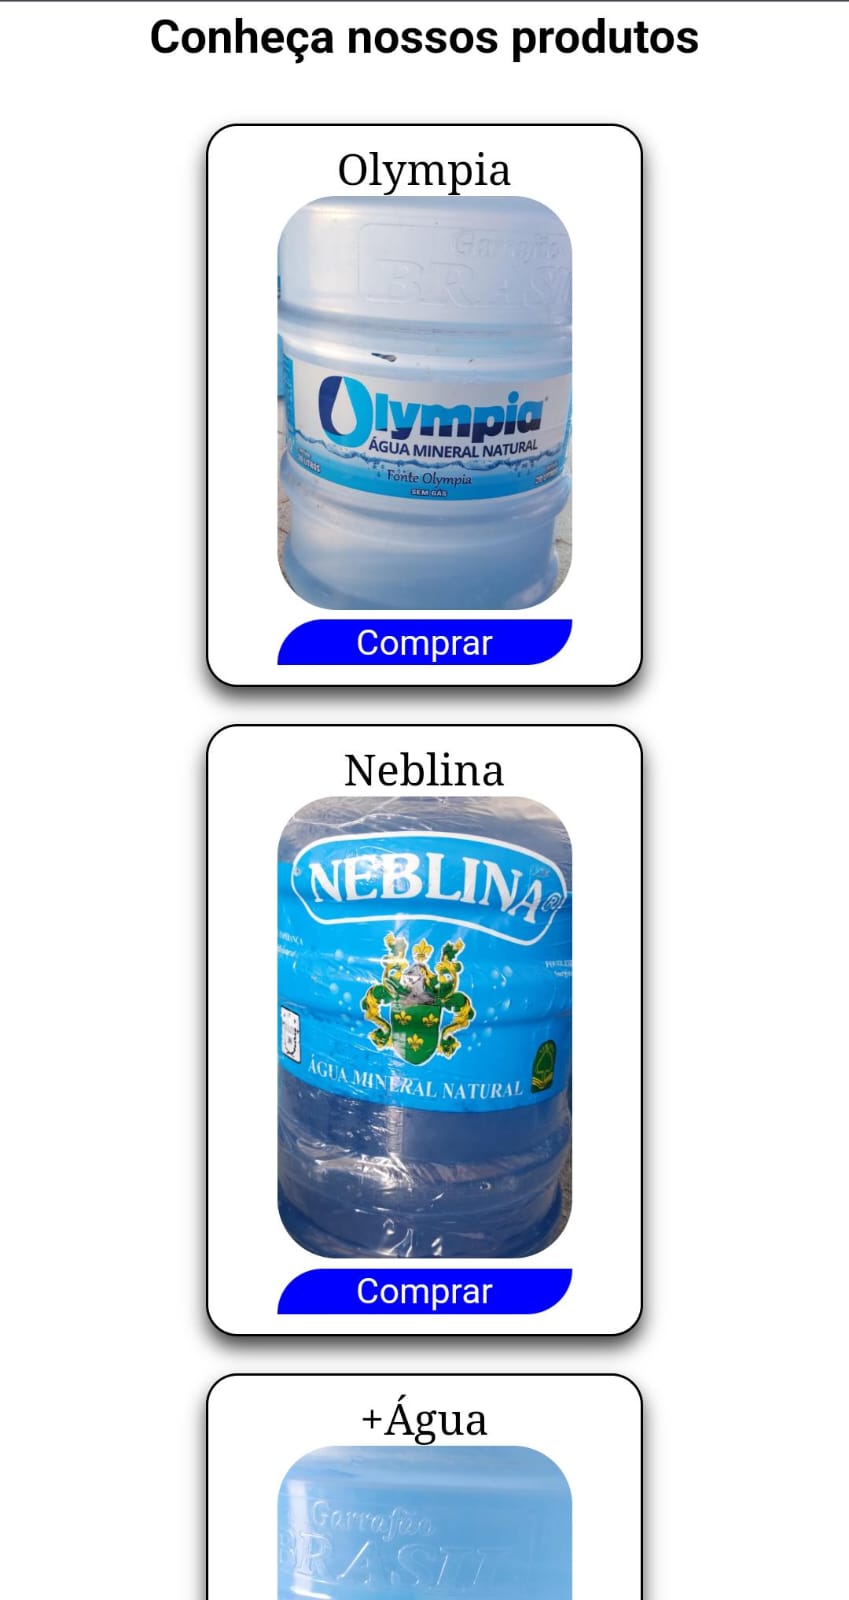 Conheça nossos produtos
Olympia
Garrafão
BRASIL
Olympia
ÁGUA MINERAL NATURAL
Fonte Olympia
SEM GÁS
Comprar
Neblina
NEBLINA®
ÁGUA MINERAL NATURAL
Comprar
+Água
Garrafão
BRASIL